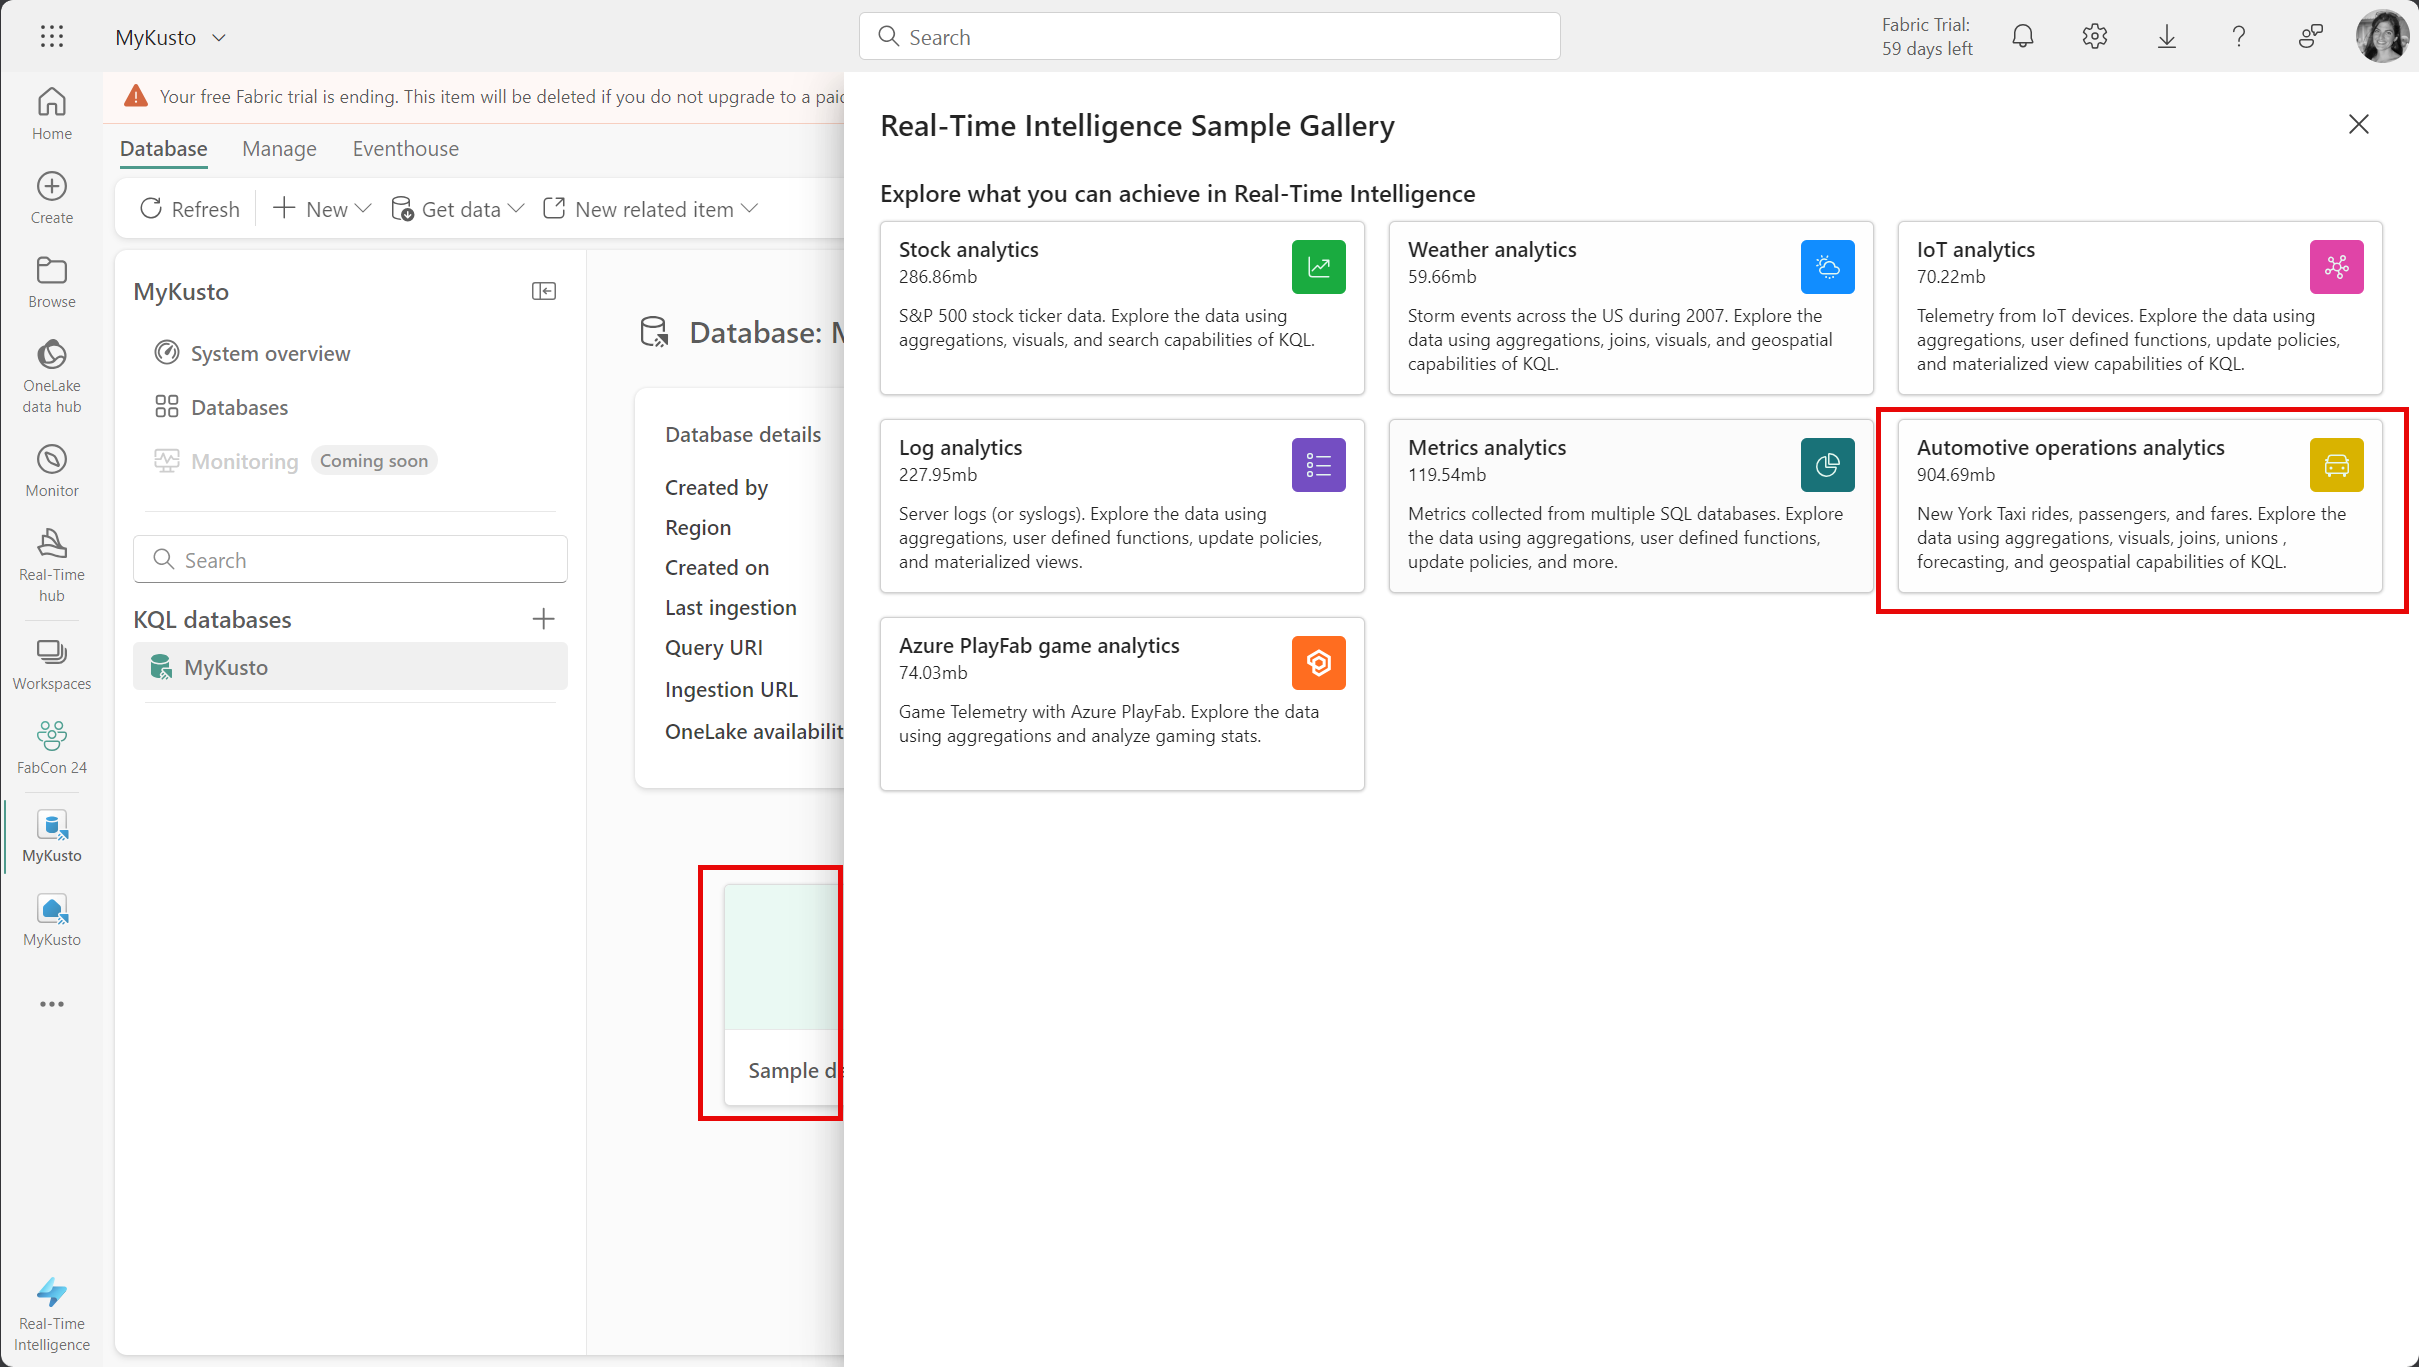 MyKusto
Search
Fabric Trial:
59 days left
Home
Create
Browse
OneLake
data hub
Monitor
Real-Time
hub
Workspaces
FabCon 24
MyKusto
MyKusto
Real-Time
Intelligence
Your free Fabric trial is ending. This item will be deleted if you do not upgrade to a paid
Database
Manage
Eventhouse
Refresh
New
Get data
New related item
MyKusto
System overview
Databases
Monitoring
Coming soon
Search
KQL databases
MyKusto
Database: M
Database details
Created by
Region
Created on
Last ingestion
Query URI
Ingestion URL
OneLake availabilit
Sample d
Real-Time Intelligence Sample Gallery
Explore what you can achieve in Real-Time Intelligence
Stock analytics
286.86mb
S&P 500 stock ticker data. Explore the data using
aggregations, visuals, and search capabilities of KQL.
Weather analytics
59.66mb
Storm events across the US during 2007. Explore the
data using aggregations, joins, visuals, and geospatial
capabilities of KQL.
IoT analytics
70.22mb
Telemetry from IoT devices. Explore the data using
aggregations, user defined functions, update policies,
and materialized view capabilities of KQL.
Log analytics
227.95mb
Server logs (or syslogs). Explore the data using
aggregations, user defined functions, update policies,
and materialized views.
Metrics analytics
119.54mb
Metrics collected from multiple SQL databases. Explore
the data using aggregations, user defined functions,
update policies, and more.
Automotive operations analytics
904.69mb
New York Taxi rides, passengers, and fares. Explore the
data using aggregations, visuals, joins, unions ,
forecasting, and geospatial capabilities of KQL.
Azure PlayFab game analytics
74.03mb
Game Telemetry with Azure PlayFab. Explore the data
using aggregations and analyze gaming stats.